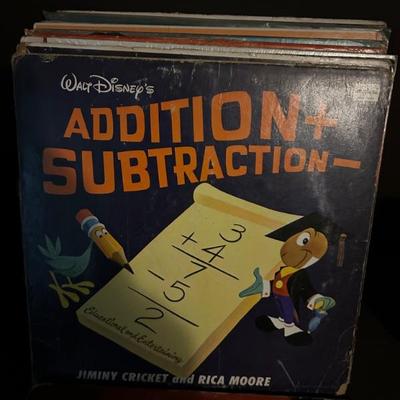 WALT DISNEY'S
ADDITION+
SUBTRACTION–
3
+4
7
-5
2
Educational and Entertaining
JIMINY CRICKET and RICA MOORE